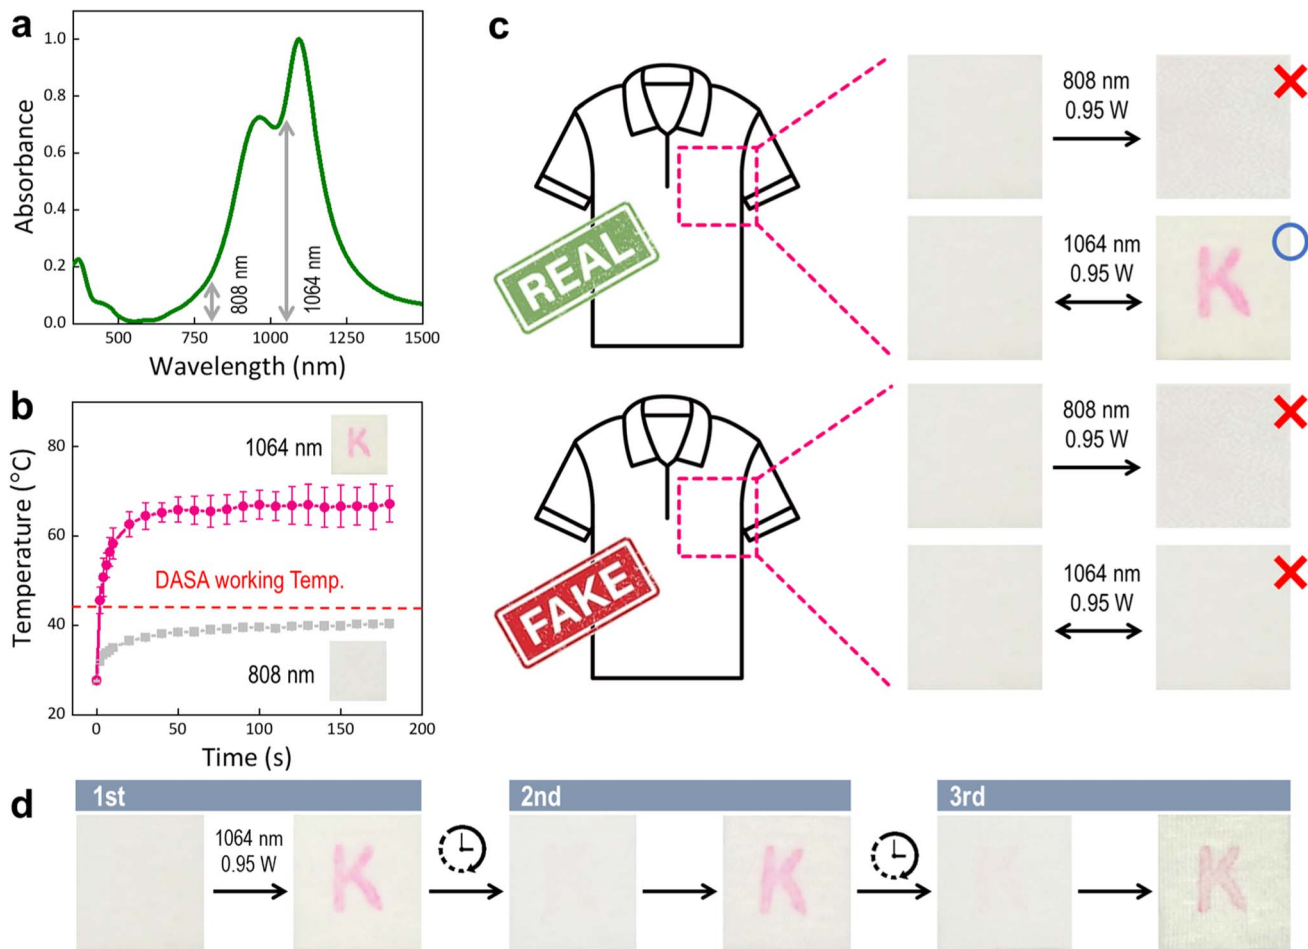 a
1.0
0.8
0.6
0.4
0.2
0.0
Absorbance
808 nm
1064 nm
500
750
1000
1250
1500
Wavelength (nm)
b
80
60
40
20
Temperature (°C)
1064 nm
K
DASA working Temp.
808 nm
0
50
100
150
200
Time (s)
c
REAL
808 nm
0.95 W
1064 nm
0.95 W
K
FAKE
808 nm
0.95 W
1064 nm
0.95 W
d
1st
2nd
3rd
1064 nm
0.95 W
K
K
K